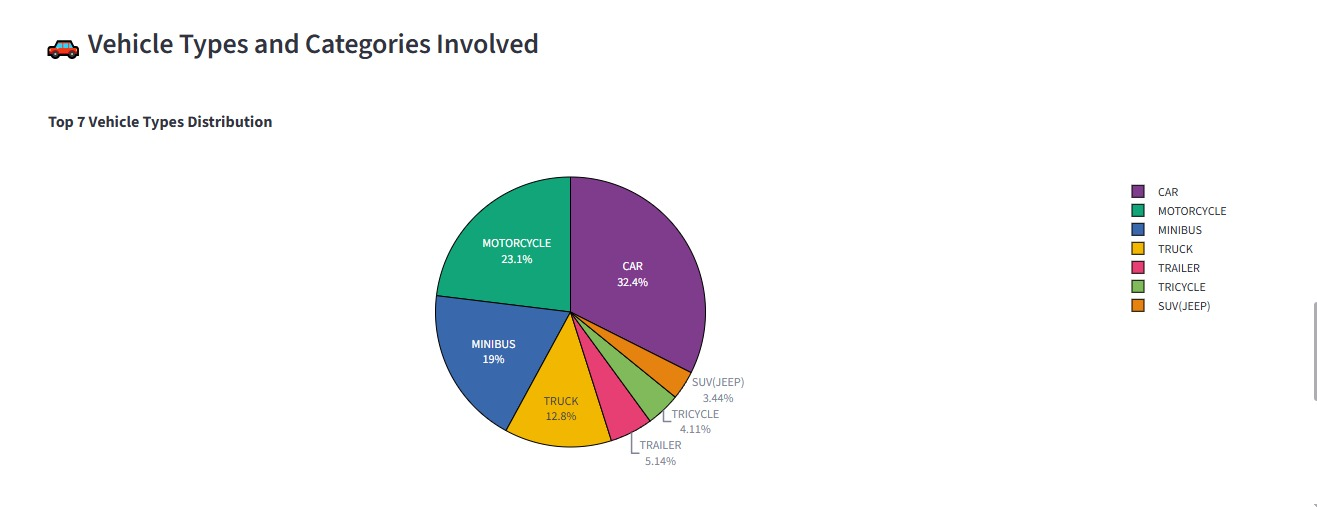 Vehicle Types and Categories Involved
Top 7 Vehicle Types Distribution
MOTORCYCLE
23.1%
CAR
32.4%
MINIBUS
19%
TRUCK
12.8%
SUV(JEEP)
3.44%
TRICYCLE
4.11%
TRAILER
5.14%
CAR
MOTORCYCLE
MINIBUS
TRUCK
TRAILER
TRICYCLE
SUV(JEEP)